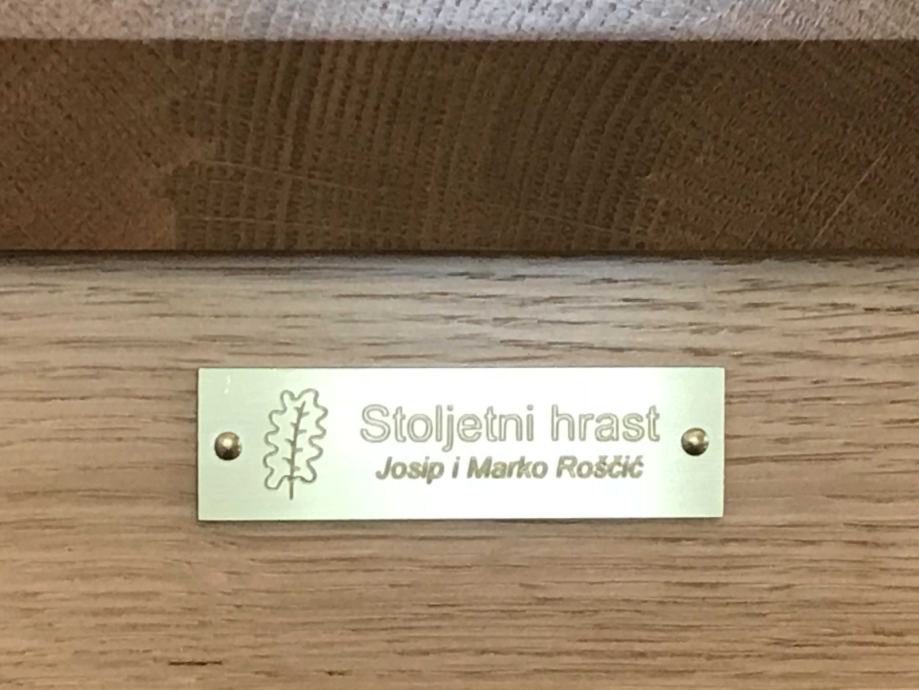 Stoljetni hrast
Josip i Marko Roščić